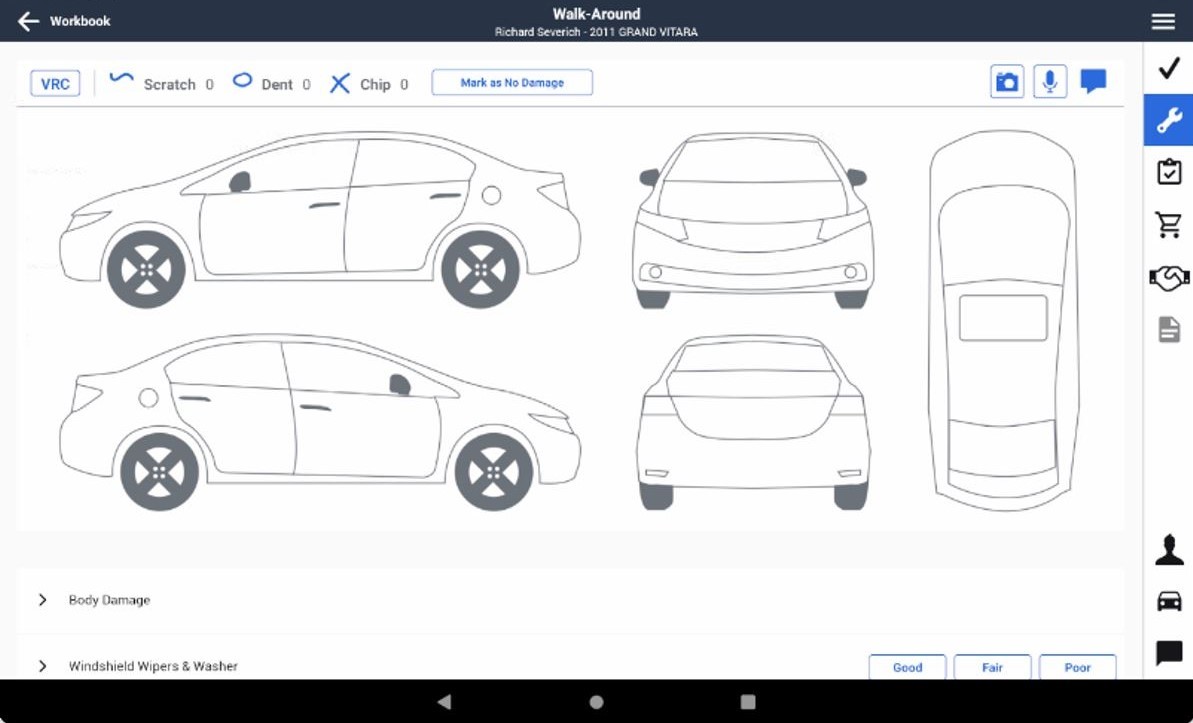 Workbook
Walk-Around
Richard Severich - 2011 GRAND VITARA
VRC Scratch 0 Dent 0 Chip 0 Mark as No Damage
Body Damage
Windshield Wipers & Washer Good Fair Poor